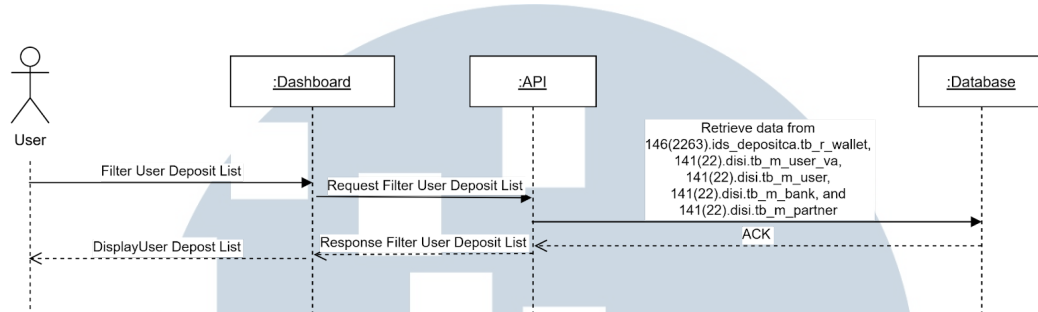 :Dashboard
:API
:Database
User
Retrieve data from
146(2263).ids_depositca.tb_r_wallet,
141(22).disi.tb_m_user_va,
141(22).disi.tb_m_user,
141(22).disi.tb_m_bank, and
141(22).disi.tb_m_partner
Filter User Deposit List
Request Filter User Deposit List
ACK
Response Filter User Deposit List
DisplayUser Depost List